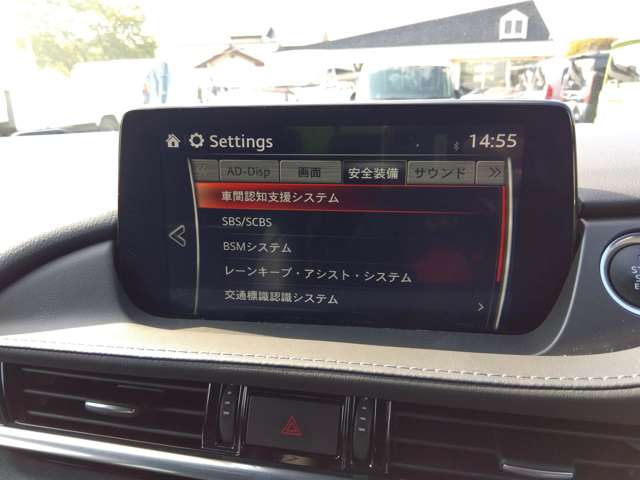 Settings 14:55
AD-Disp 画面 安全装備 サウンド
車間認知支援システム
SBS/SCBS
BSMシステム
レーンキープ・アシスト・システム
交通標識認識システム